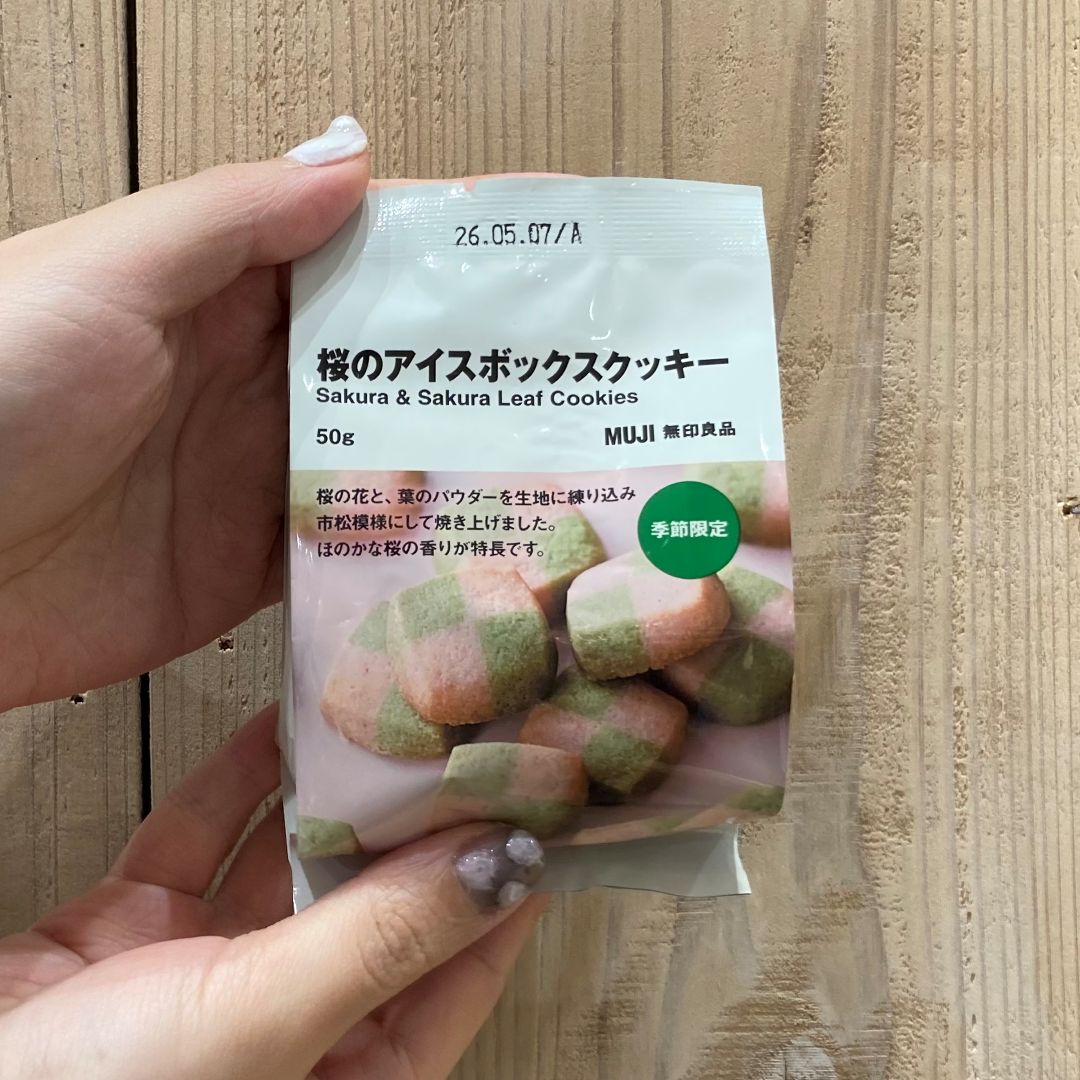 26.05.07/A
桜のアイスボックスクッキー
Sakura & Sakura Leaf Cookies
50g
MUJI 無印良品
桜の花と、葉のパウダーを生地に練り込み
市松模様にして焼き上げました。
ほのかな桜の香りが特長です。
季節限定